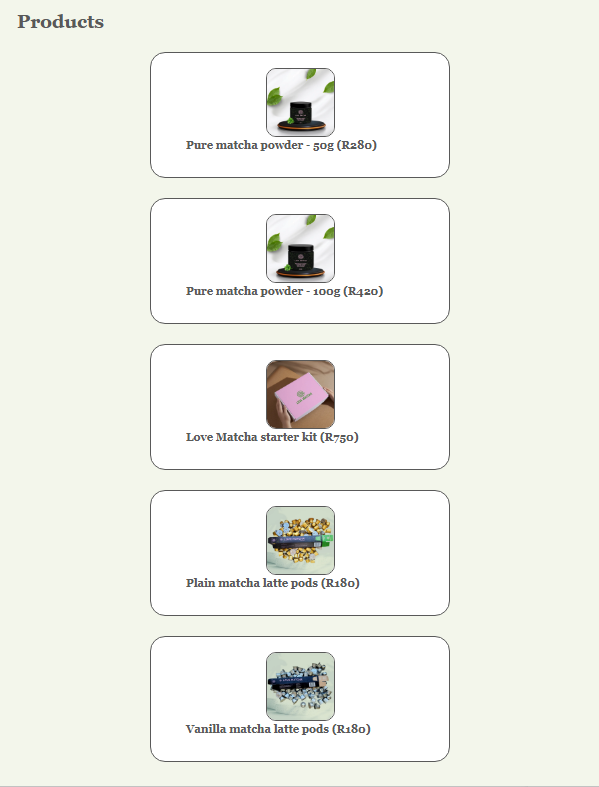 Products
Pure matcha powder - 50g (R280)
Pure matcha powder - 100g (R420)
Love Matcha starter kit (R750)
Plain matcha latte pods (R180)
Vanilla matcha latte pods (R180)